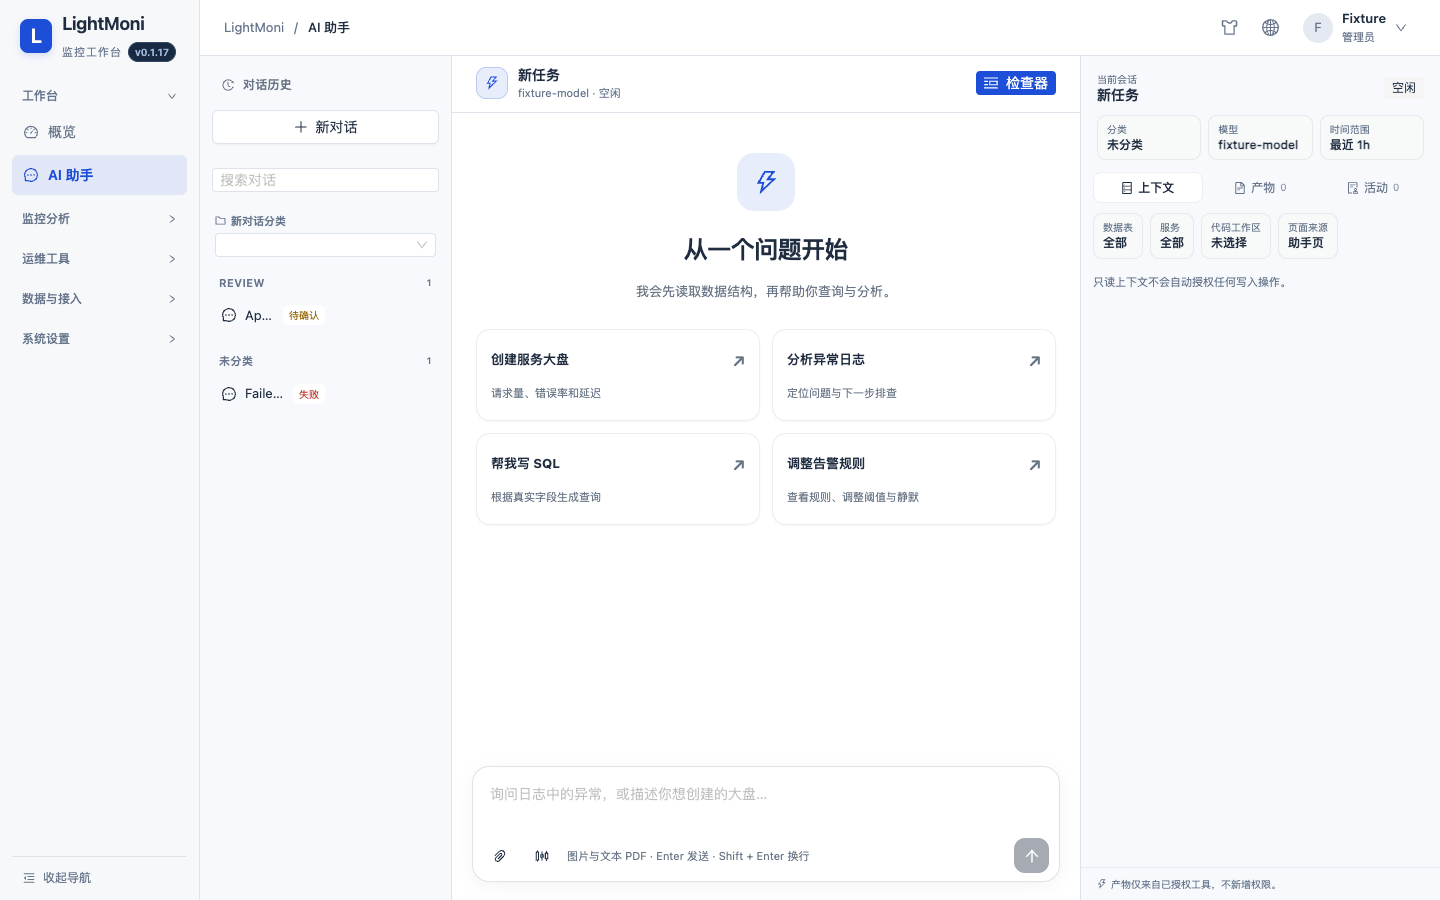 L
LightMoni
监控工作台 v0.1.17
工作台
概览
AI 助手
监控分析
运维工具
数据与接入
系统设置
收起导航
LightMoni / AI 助手
F
Fixture
管理员
对话历史
新对话
搜索对话
新对话分类
REVIEW 1
Ap... 待确认
未分类 1
Faile... 失败
新任务
fixture-model · 空闲
检查器
从一个问题开始
我会先读取数据结构，再帮助你查询与分析。
创建服务大盘
请求量、错误率和延迟
分析异常日志
定位问题与下一步排查
帮我写 SQL
根据真实字段生成查询
调整告警规则
查看规则、调整阈值与静默
询问日志中的异常，或描述你想创建的大盘...
图片与文本 PDF · Enter 发送 · Shift + Enter 换行
当前会话
新任务
空闲
分类
未分类
模型
fixture-model
时间范围
最近 1h
上下文
产物 0
活动 0
数据表
全部
服务
全部
代码工作区
未选择
页面来源
助手页
只读上下文不会自动授权任何写入操作。
产物仅来自已授权工具，不新增权限。